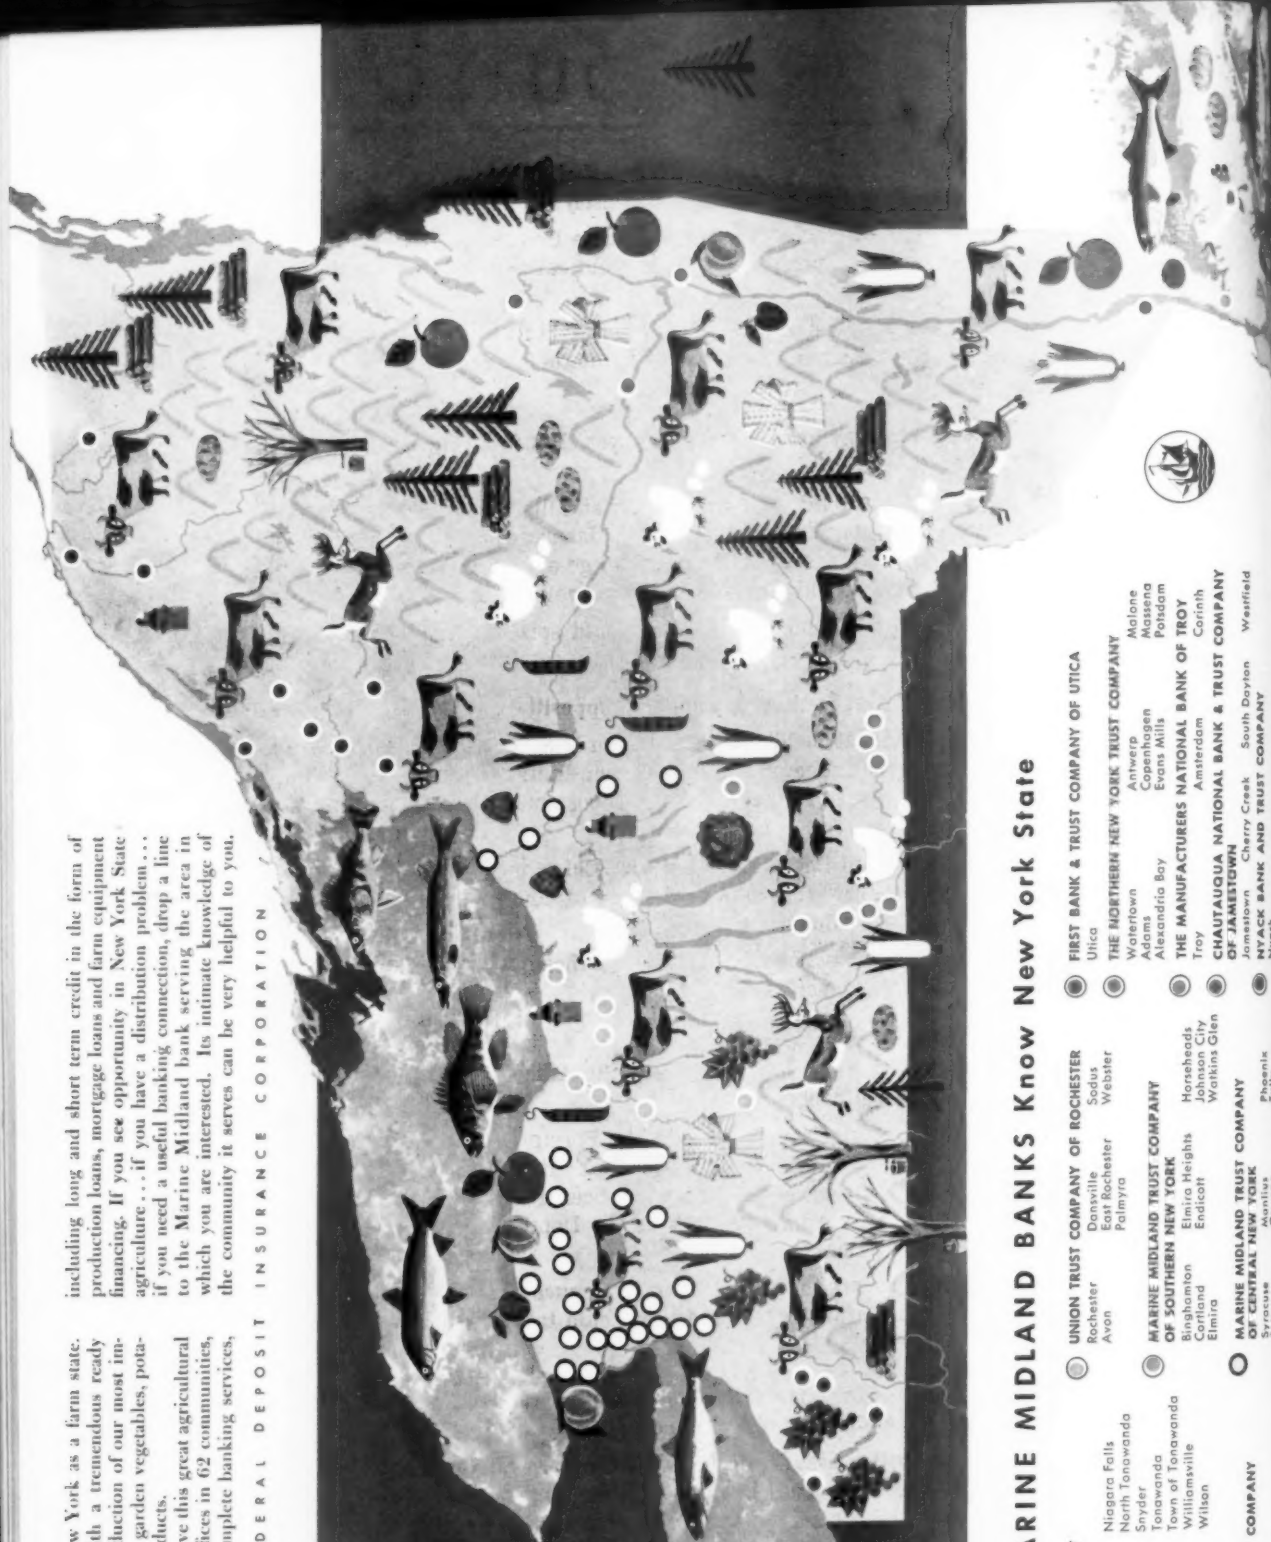 w York as a farm state.
th a tremendous ready
luction of our most im-
garden vegetables, pota-
ducts.
ve this great agricultural
ices in 62 communities,
mplete banking services,
including long and short term credit in the form of
production loans, mortgage loans and farm equipment
financing. If you see opportunity in New York State
agriculture ... if you have a distribution problem ...
if you need a useful banking connection, drop a line
to the Marine Midland bank serving the area in
which you are interested. Its intimate knowledge of
the community it serves can be very helpful to you.
DERAL DEPOSIT INSURANCE CORPORATION
ARINE MIDLAND BANKS Know New York State
Niagara Falls
North Tonawanda
Snyder
Tonawanda
Town of Tonawanda
Williamsville
Wilson
COMPANY
UNION TRUST COMPANY OF ROCHESTER
Rochester Dansville Sodus
Avon East Rochester Webster
Palmyra
MARINE MIDLAND TRUST COMPANY
OF SOUTHERN NEW YORK
Binghamton Elmira Heights Horseheads
Cortland Endicott Johnson City
Elmira Watkins Glen
MARINE MIDLAND TRUST COMPANY
OF CENTRAL NEW YORK
Syracuse Manlius Phoenix
FIRST BANK & TRUST COMPANY OF UTICA
Utica
THE NORTHERN NEW YORK TRUST COMPANY
Watertown Antwerp Malone
Adams Copenhagen Massena
Alexandria Bay Evans Mills Potsdam
THE MANUFACTURERS NATIONAL BANK OF TROY
Troy Amsterdam Corinth
CHAUTAUQUA NATIONAL BANK & TRUST COMPANY
OF JAMESTOWN
Jamestown Cherry Creek South Dayton Westfield
NYACK BANK AND TRUST COMPANY